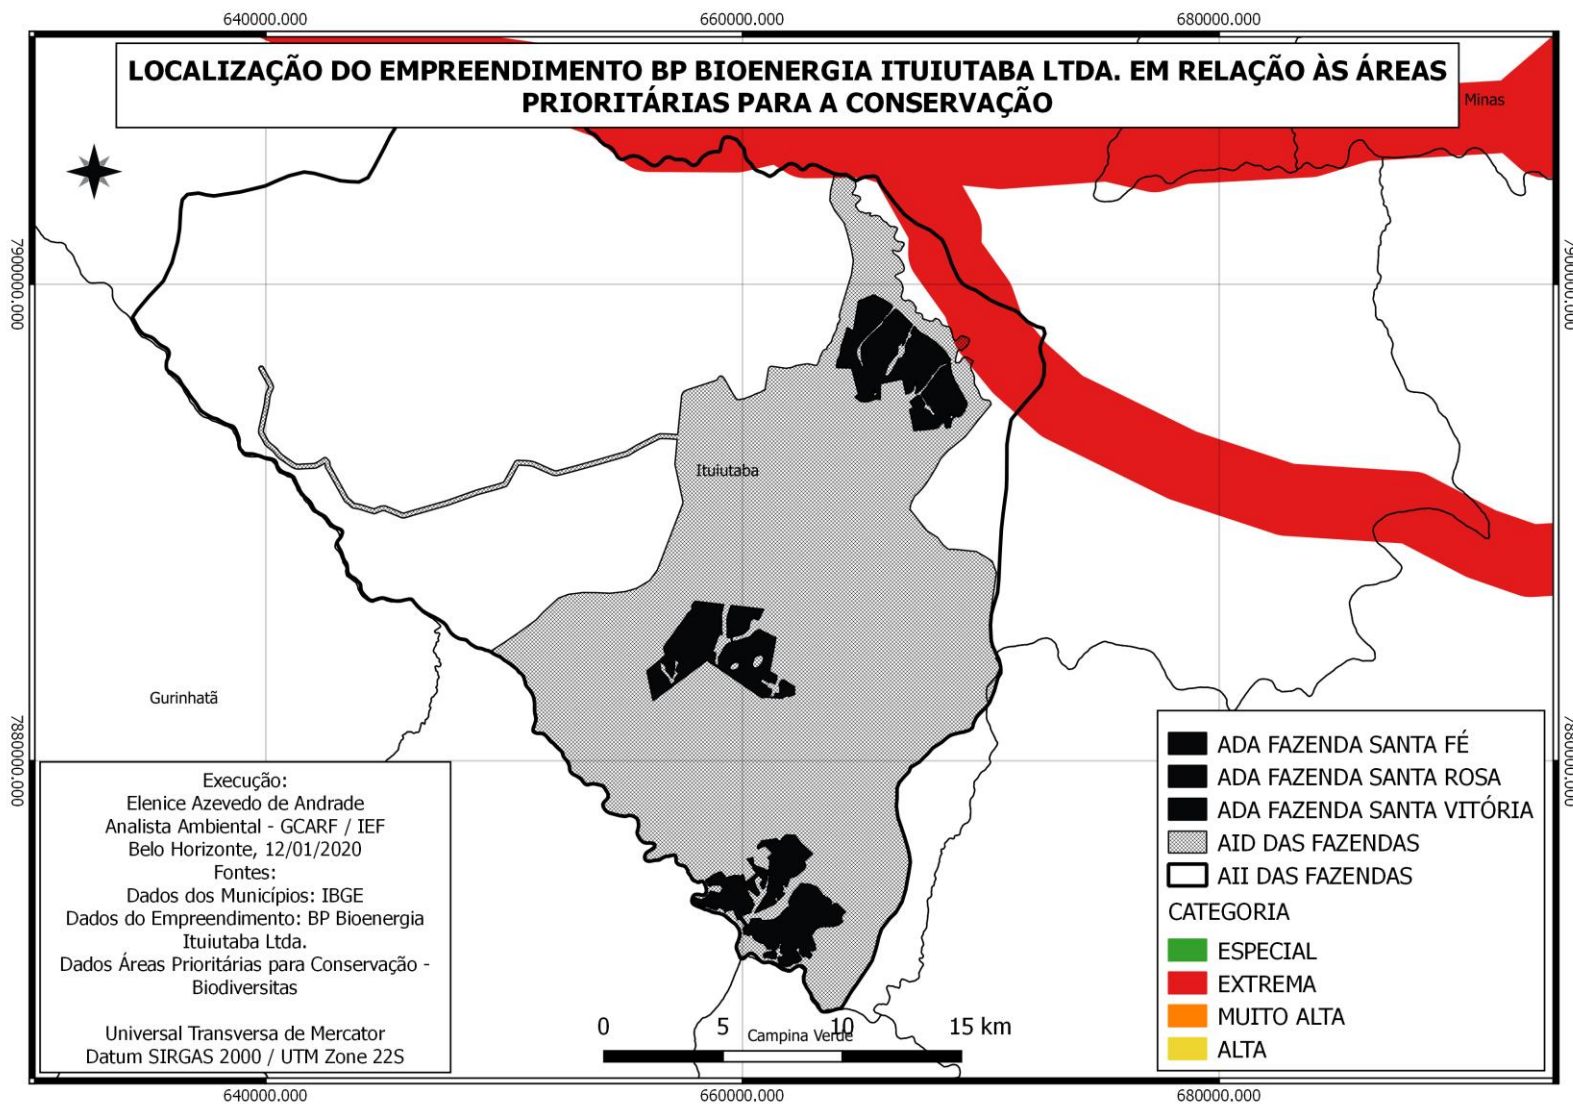 640000.000
660000.000
680000.000
LOCALIZAÇÃO DO EMPREENDIMENTO BP BIOENERGIA ITUIUTABA LTDA. EM RELAÇÃO ÀS ÁREAS
PRIORITÁRIAS PARA A CONSERVAÇÃO
Minas
7900000.000
7900000.000
Ituiutaba
Gurinhatã
7880000.000
7880000.000
Execução:
Elenice Azevedo de Andrade
Analista Ambiental - GCARF / IEF
Belo Horizonte, 12/01/2020
Fontes:
Dados dos Municípios: IBGE
Dados do Empreendimento: BP Bioenergia
Ituiutaba Ltda.
Dados Áreas Prioritárias para Conservação -
Biodiversitas
Universal Transversa de Mercator
Datum SIRGAS 2000 / UTM Zone 22S
0 5 10 15 km
Campina Verde
ADA FAZENDA SANTA FÉ
ADA FAZENDA SANTA ROSA
ADA FAZENDA SANTA VITÓRIA
AID DAS FAZENDAS
AII DAS FAZENDAS
CATEGORIA
ESPECIAL
EXTREMA
MUITO ALTA
ALTA
640000.000
660000.000
680000.000